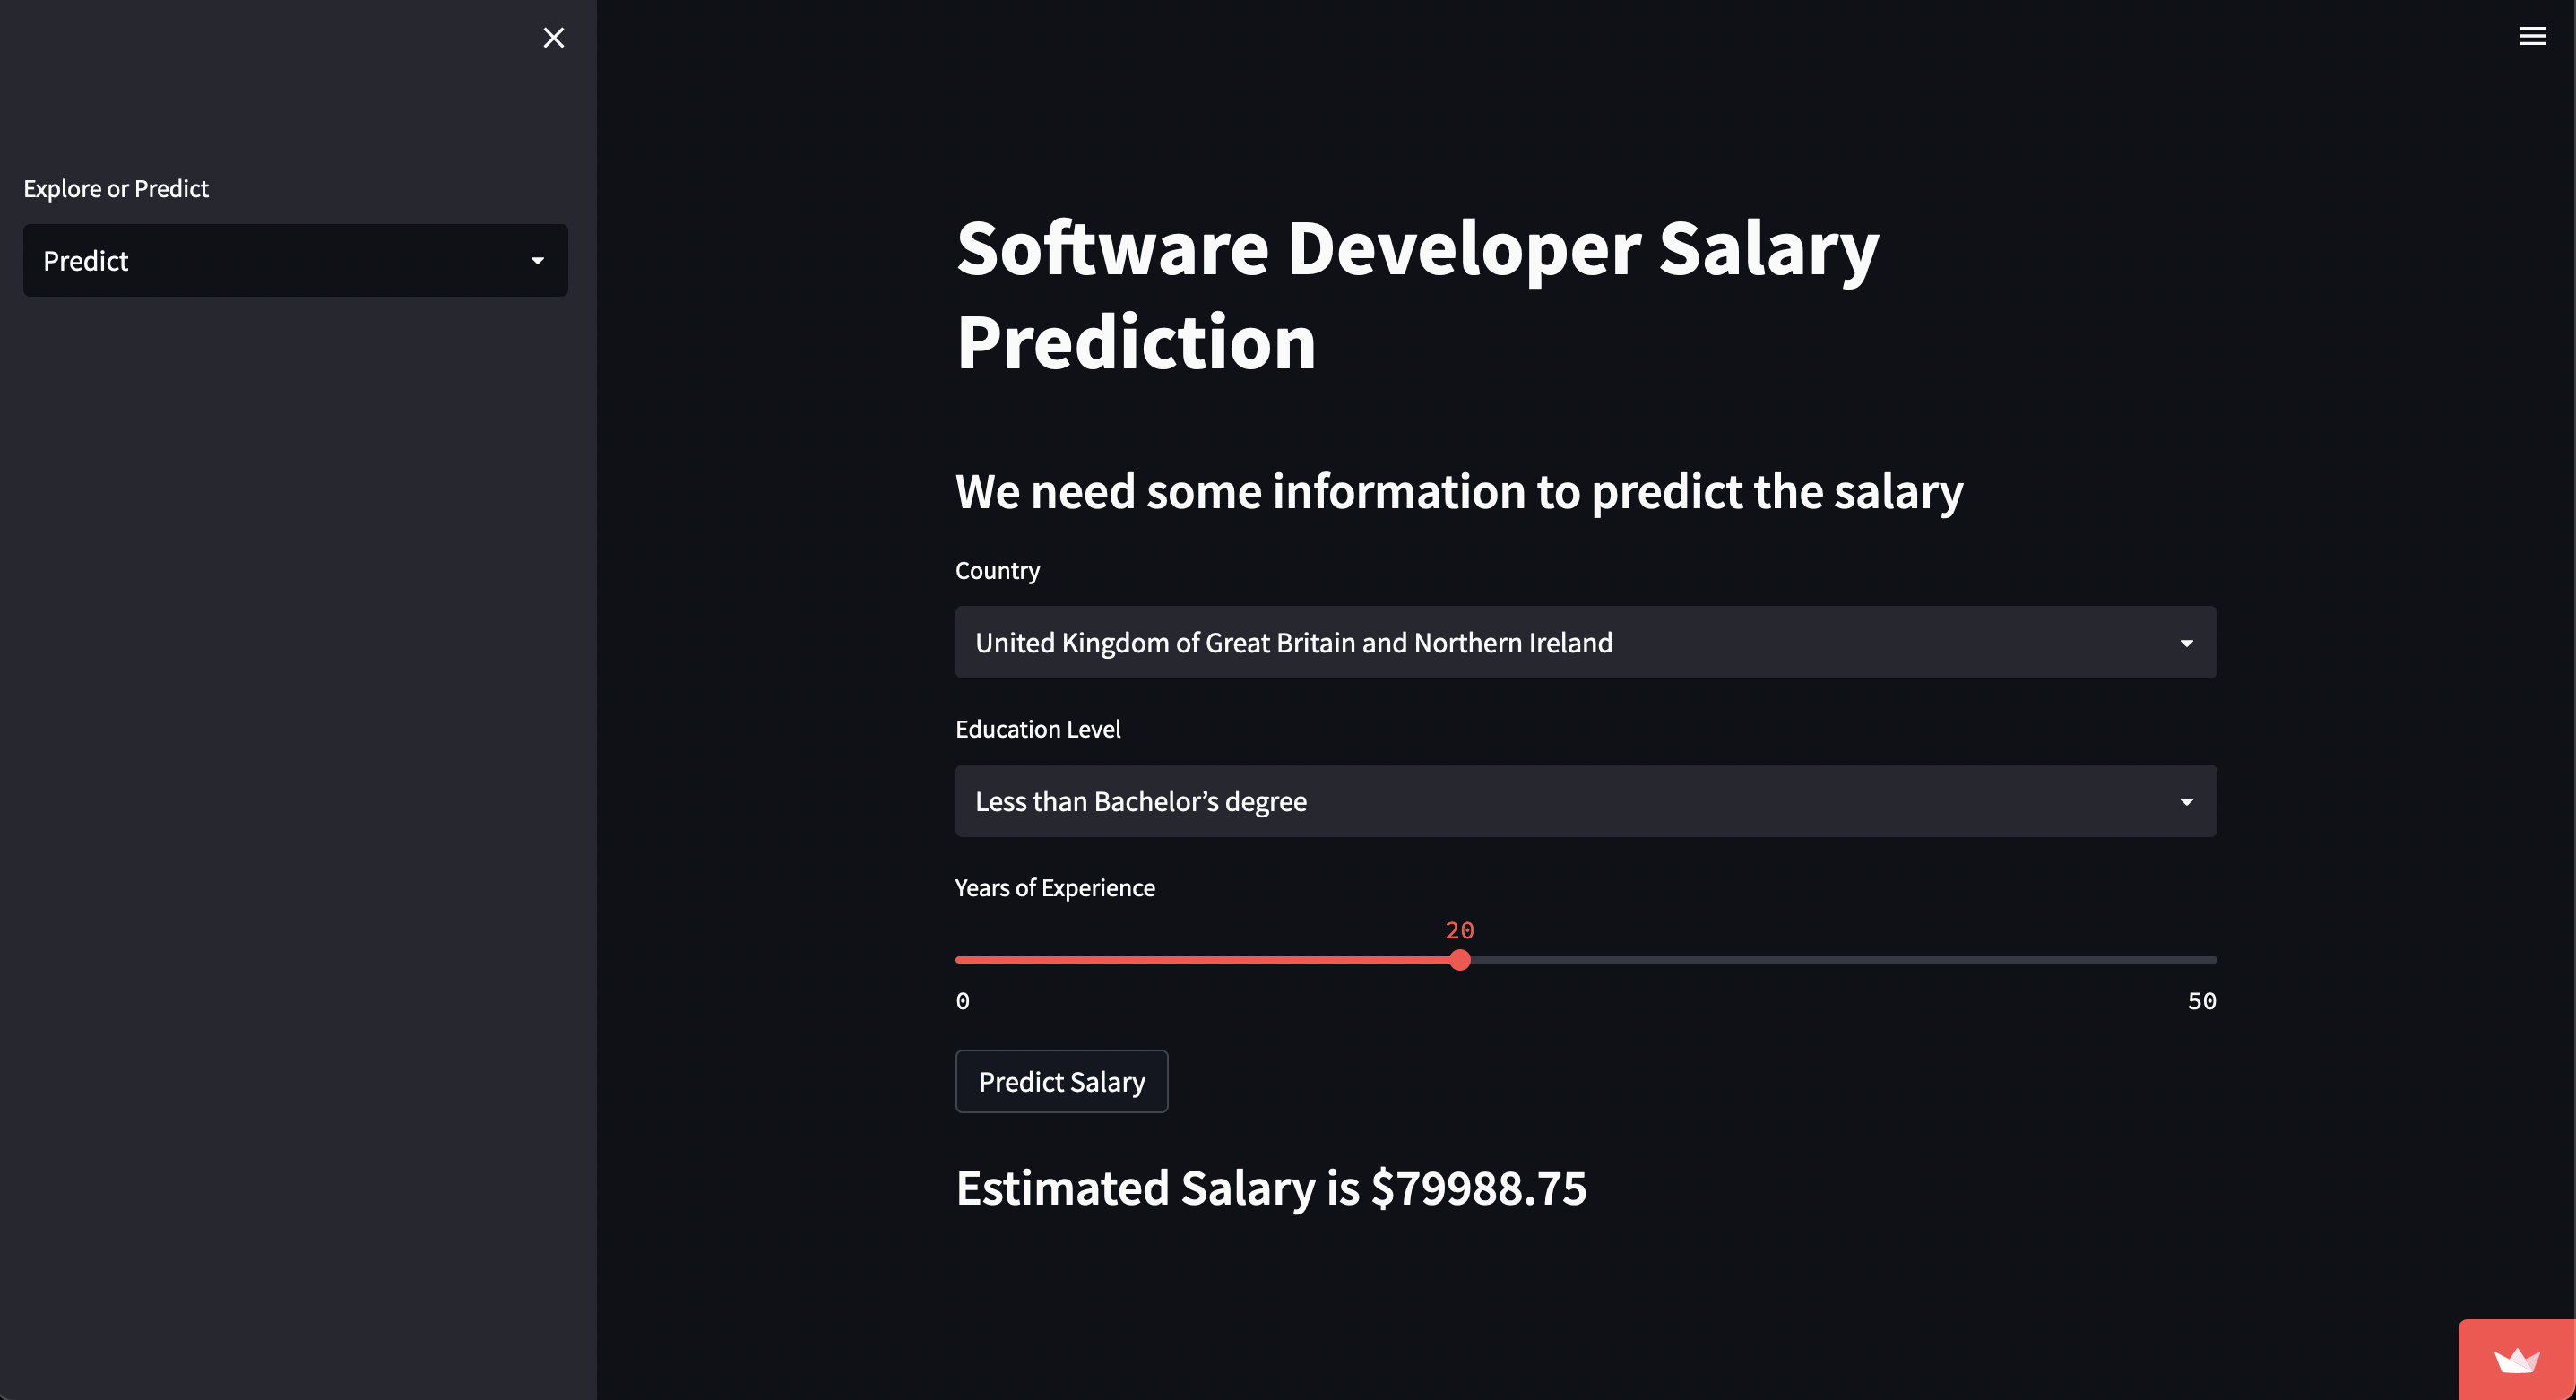 Explore or Predict
Predict
Software Developer Salary
Prediction
We need some information to predict the salary
Country
United Kingdom of Great Britain and Northern Ireland
Education Level
Less than Bachelor’s degree
Years of Experience
20
0
50
Predict Salary
Estimated Salary is $79988.75